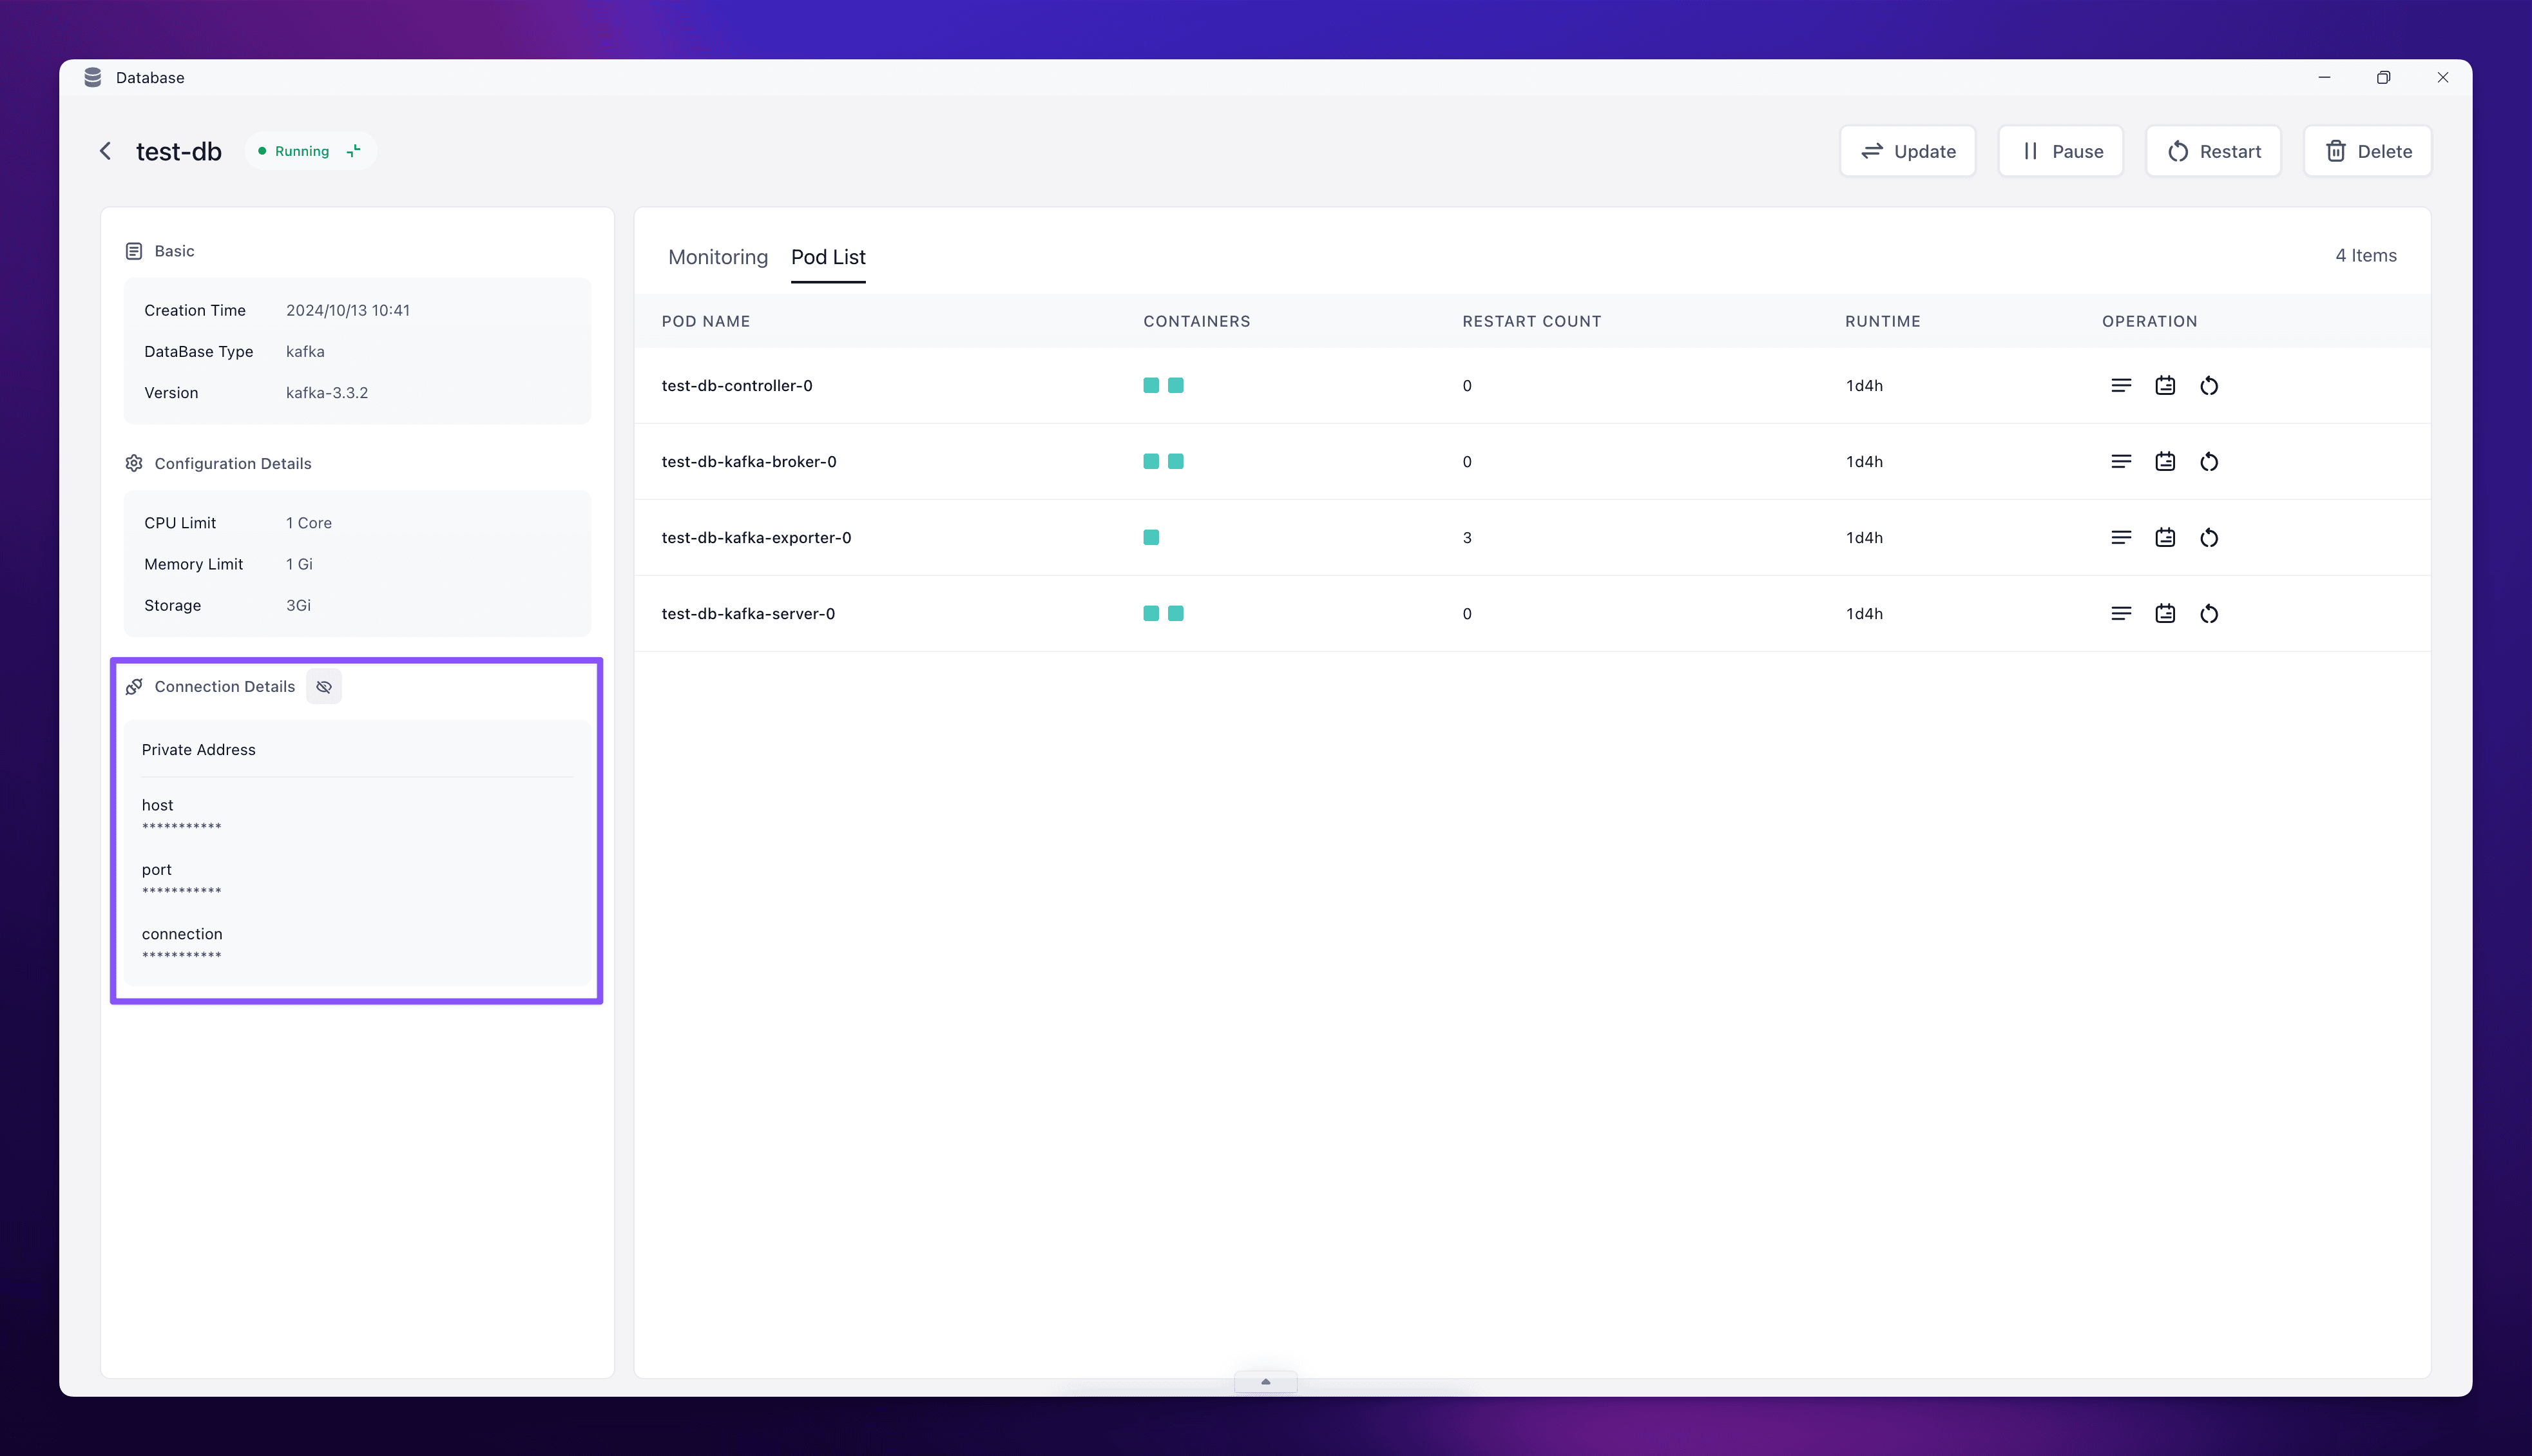 Database
test-db
Running
Update
Pause
Restart
Delete
Basic
Creation Time 2024/10/13 10:41
DataBase Type kafka
Version kafka-3.3.2
Configuration Details
CPU Limit 1 Core
Memory Limit 1 Gi
Storage 3Gi
Connection Details
Private Address
host
***********
port
***********
connection
***********
Monitoring Pod List 4 Items
POD NAME CONTAINERS RESTART COUNT RUNTIME OPERATION
test-db-controller-0 0 1d4h
test-db-kafka-broker-0 0 1d4h
test-db-kafka-exporter-0 3 1d4h
test-db-kafka-server-0 0 1d4h